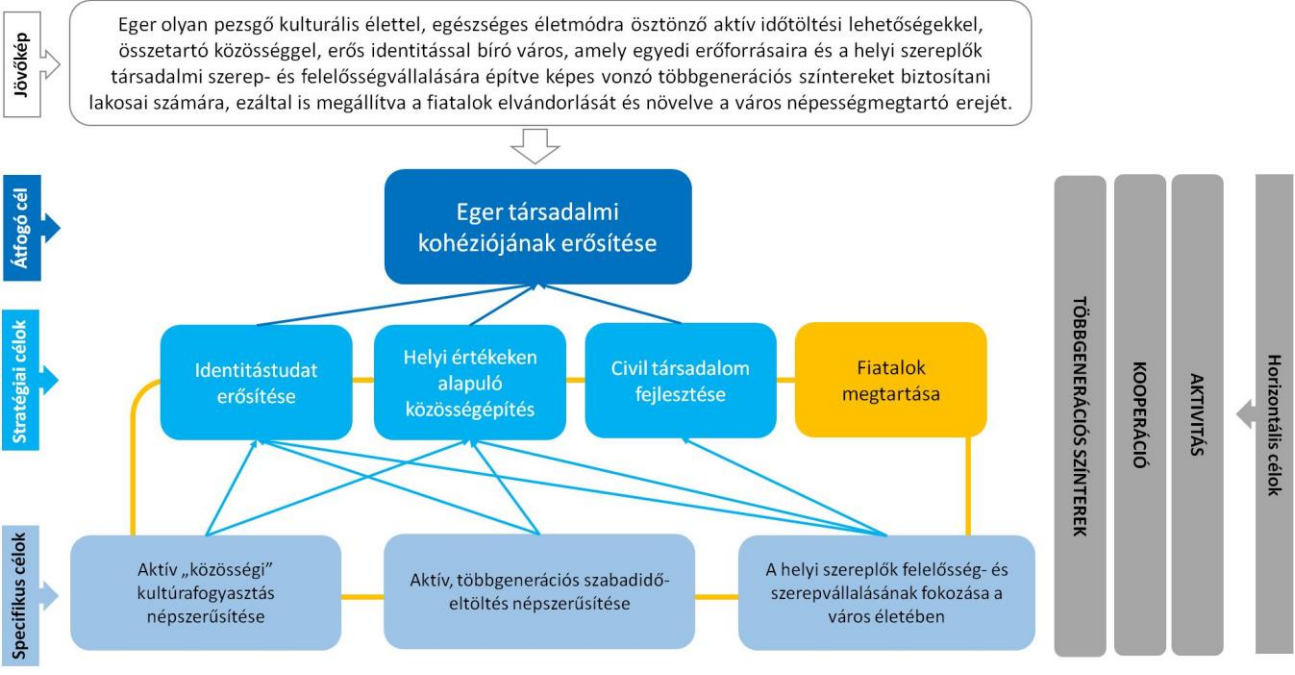 Jövőkép
Eger olyan pezsgő kulturális élettel, egészséges életmódra ösztönző aktív időtöltési lehetőségekkel,
összetartó közösséggel, erős identitással bíró város, amely egyedi erőforrásaira és a helyi szereplők
társadalmi szerep- és felelősségvállalására építve képes vonzó többgenerációs színtereket biztosítani
lakosai számára, ezáltal is megállítva a fiatalok elvándorlását és növelve a város népességmegtartó erejét.
Átfogó cél
Eger társadalmi
kohéziójának erősítése
Stratégiai célok
Identitástudat
erősítése
Helyi értékeken
alapuló
közösségépítés
Civil társadalom
fejlesztése
Fiatalok
megtartása
Specifikus célok
Aktív „közösségi”
kultúrafogyasztás
népszerűsítése
Aktív, többgenerációs szabadidő-
eltöltés népszerűsítése
A helyi szereplők felelősség- és
szerepvállalásának fokozása a
város életében
TÖBBGENERÁCIÓS SZÍNTEREK
KOOPERÁCIÓ
AKTIVITÁS
Horizontális célok